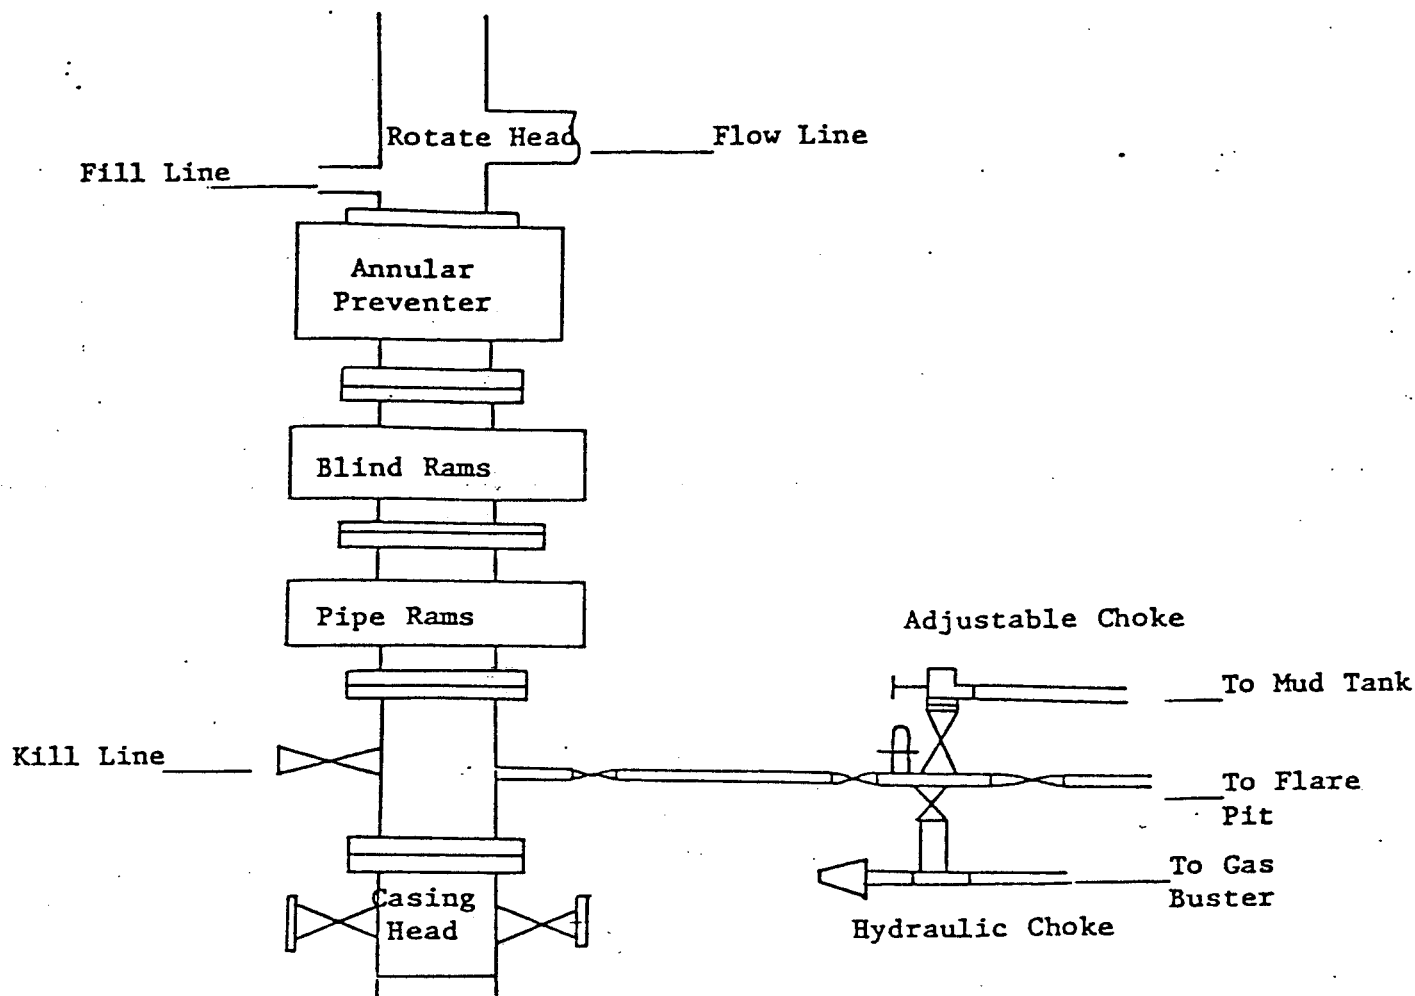 Rotate Head
Flow Line
Fill Line
Annular
Preventer
Blind Rams
Pipe Rams
Adjustable Choke
To Mud Tank
Kill Line
To Flare
Pit
To Gas
Buster
Casing
Head
Hydraulic Choke